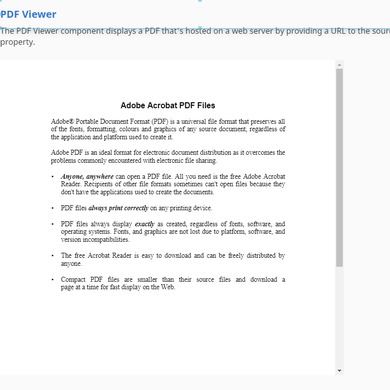 PDF Viewer
The PDF Viewer component displays a PDF that's hosted on a web server by providing a URL to the
property.
Adobe Acrobat PDF Files
Adobe® Portable Document Format (PDF) is a universal file format that preserves all
of the fonts, formatting, colours and graphics of any source document, regardless of
the application and platform used to create it.
Adobe PDF is an ideal format for electronic document distribution as it overcomes the
problems commonly encountered with electronic file sharing.
• Anyone, anywhere can open a PDF file. All you need is the free Adobe Acrobat
Reader. Recipients of other file formats sometimes can't open files because they
don't have the applications used to create the documents.
• PDF files always print correctly on any printing device.
• PDF files always display exactly as created, regardless of fonts, software, and
operating systems. Fonts, and graphics are not lost due to platform, software, and
version incompatibilities.
• The free Acrobat Reader is easy to download and can be freely distributed by
anyone.
• Compact PDF files are smaller than their source files and download a
page at a time for fast display on the Web.